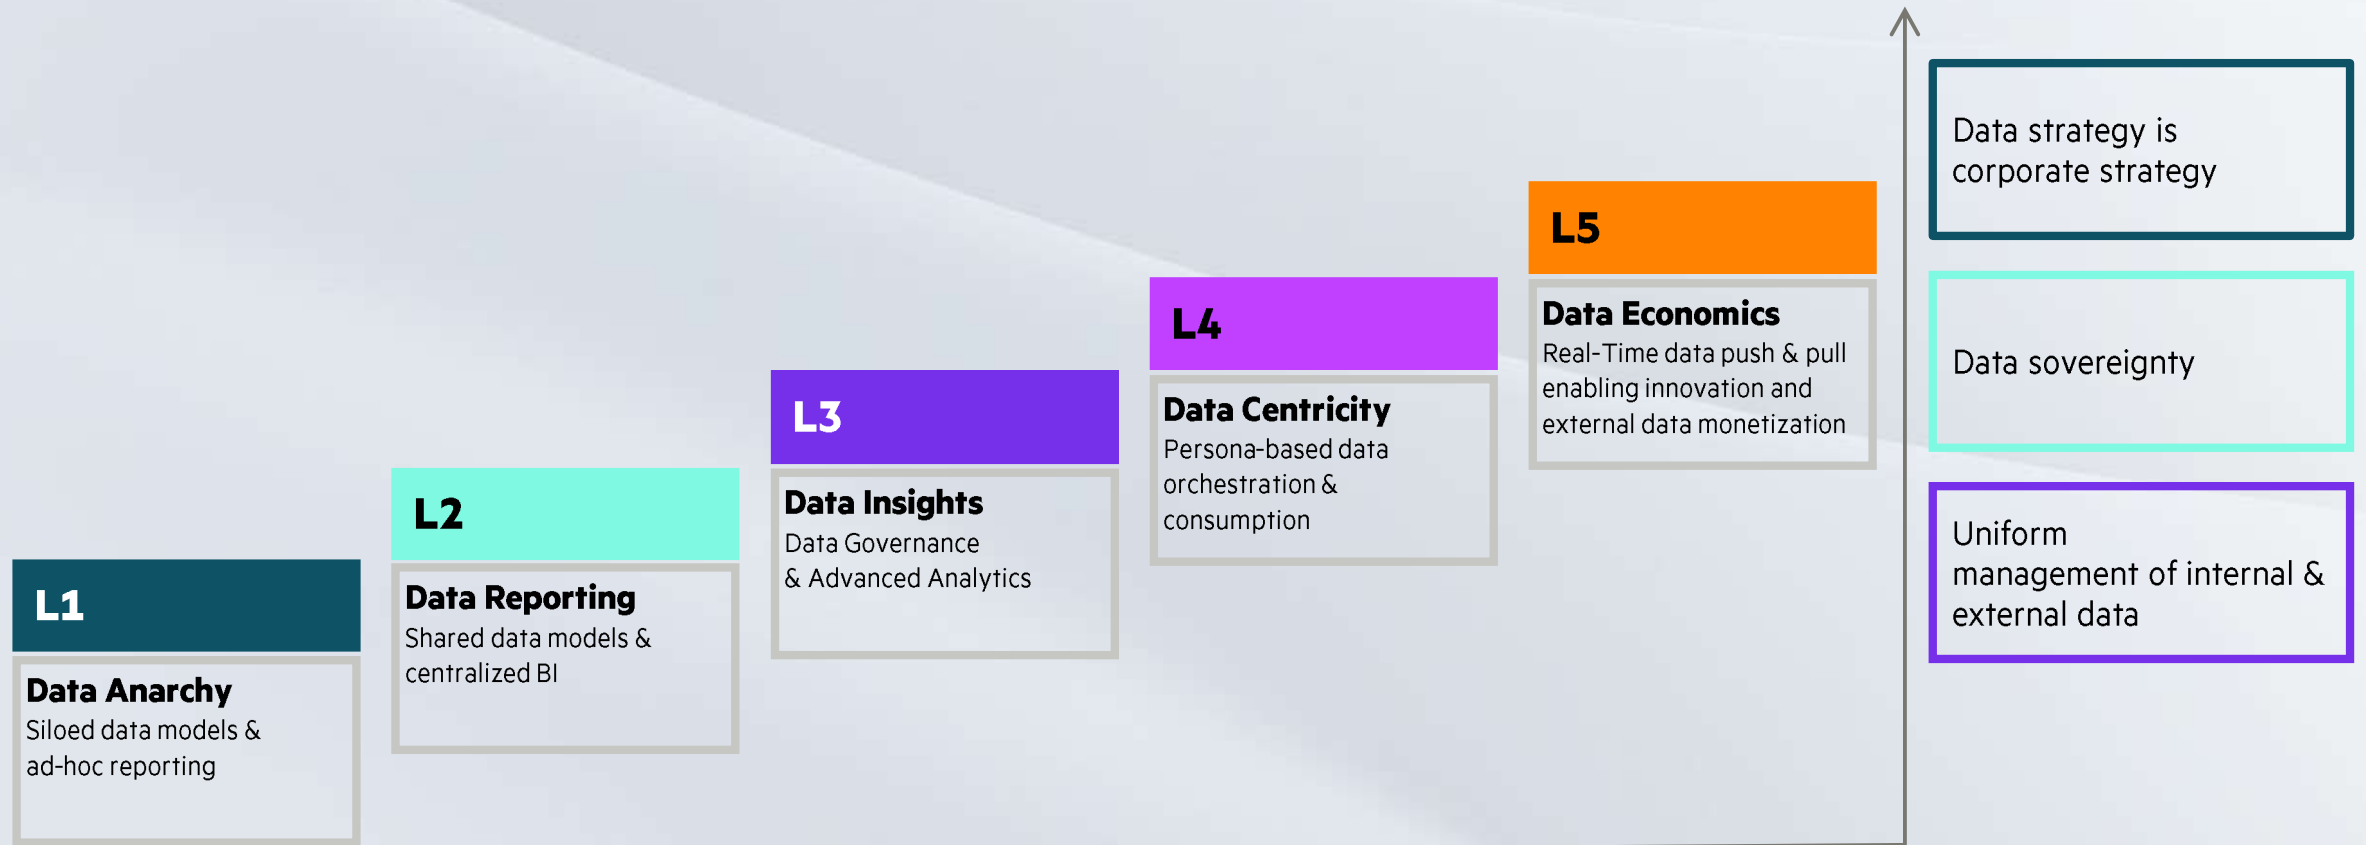 L1
Data Anarchy
Siloed data models &
ad-hoc reporting
L2
Data Reporting
Shared data models &
centralized BI
L3
Data Insights
Data Governance
& Advanced Analytics
L4
Data Centricity
Persona-based data
orchestration &
consumption
L5
Data Economics
Real-Time data push & pull
enabling innovation and
external data monetization
Data strategy is
corporate strategy
Data sovereignty
Uniform
management of internal &
external data